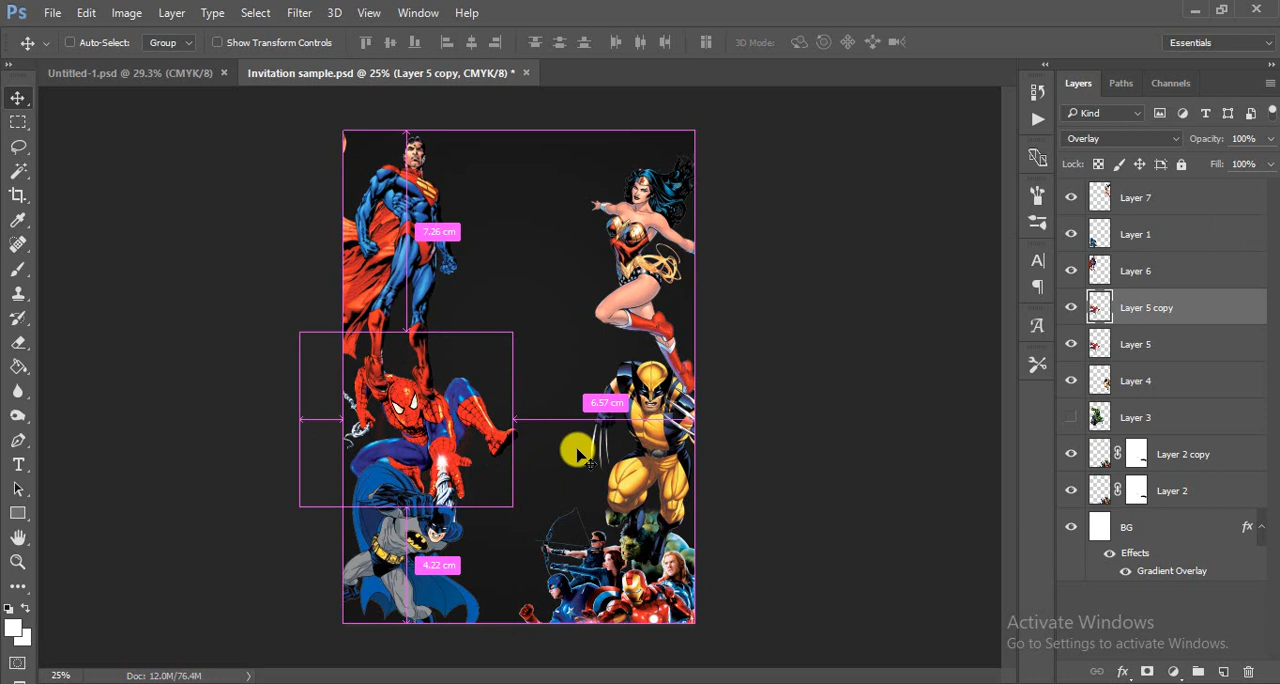 Ps File Edit Image Layer Type Select Filter 3D View Window Help
Auto-Select: Group Show Transform Controls 3D Mode: Essentials
Untitled-1.psd @ 29.3% (CMYK/8) × Invitation sample.psd @ 25% (Layer 5 copy, CMYK/8) * ×
Layers Paths Channels
Kind
Overlay Opacity: 100%
Lock: Fill: 100%
Layer 7
7.26 cm
Layer 1
Layer 6
Layer 5 copy
Layer 5
Layer 4
6.57 cm
Layer 3
Layer 2 copy
Layer 2
BG fx
Effects
4.22 cm
Gradient Overlay
Activate Windows
Go to Settings to activate Windows.
25% Doc: 12.0M/76.4M